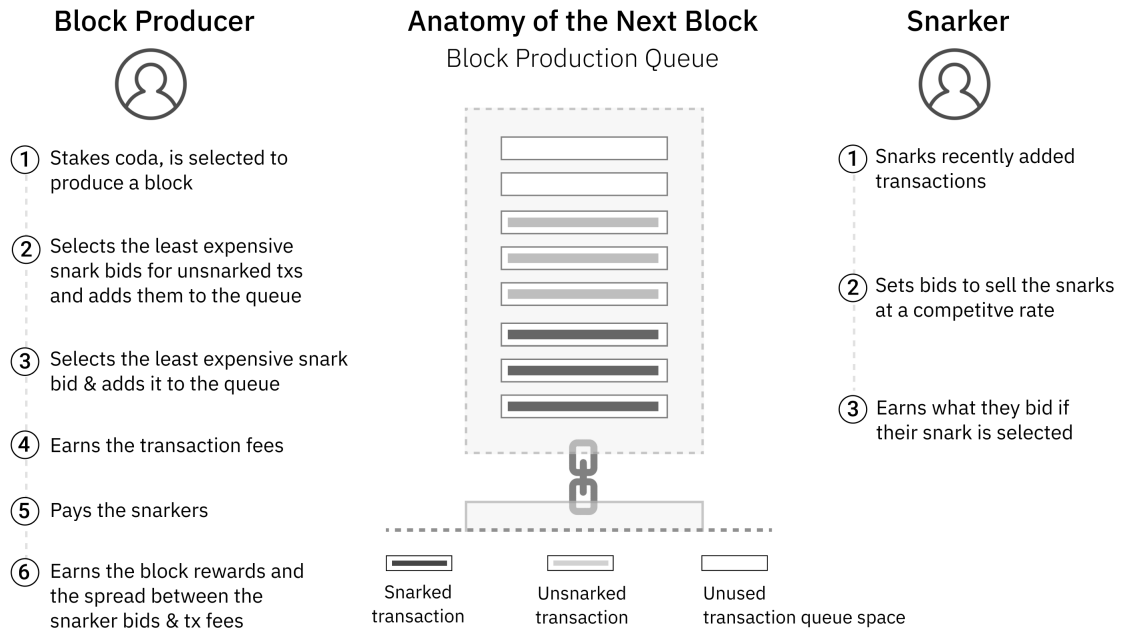 Block Producer
1 Stakes coda, is selected to
produce a block
2 Selects the least expensive
snark bids for unsnarked txs
and adds them to the queue
3 Selects the least expensive snark
bid & adds it to the queue
4 Earns the transaction fees
5 Pays the snarkers
6 Earns the block rewards and
the spread between the
snarker bids & tx fees
Anatomy of the Next Block
Block Production Queue
Snarked
transaction
Unsnarked
transaction
Unused
transaction queue space
Snarker
1 Snarks recently added
transactions
2 Sets bids to sell the snarks
at a competitve rate
3 Earns what they bid if
their snark is selected